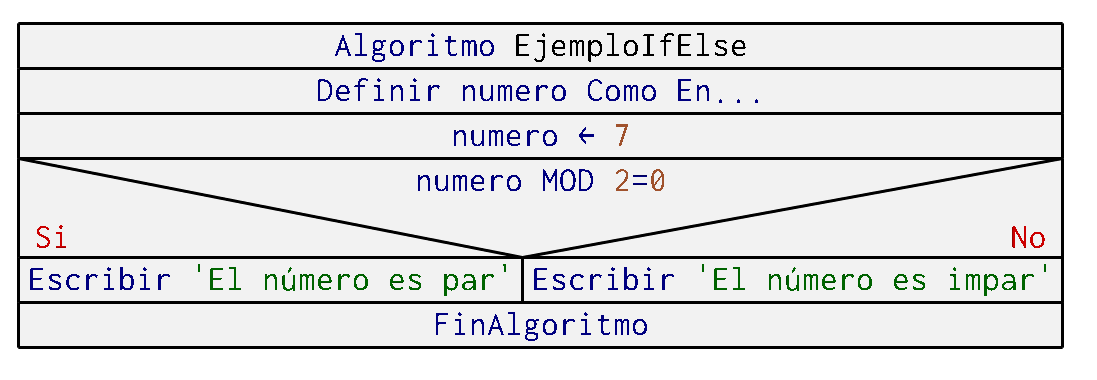 Algoritmo EjemploIfElse
Definir numero Como En...
numero ← 7
numero MOD 2=0
Si
No
Escribir 'El número es par'
Escribir 'El número es impar'
FinAlgoritmo